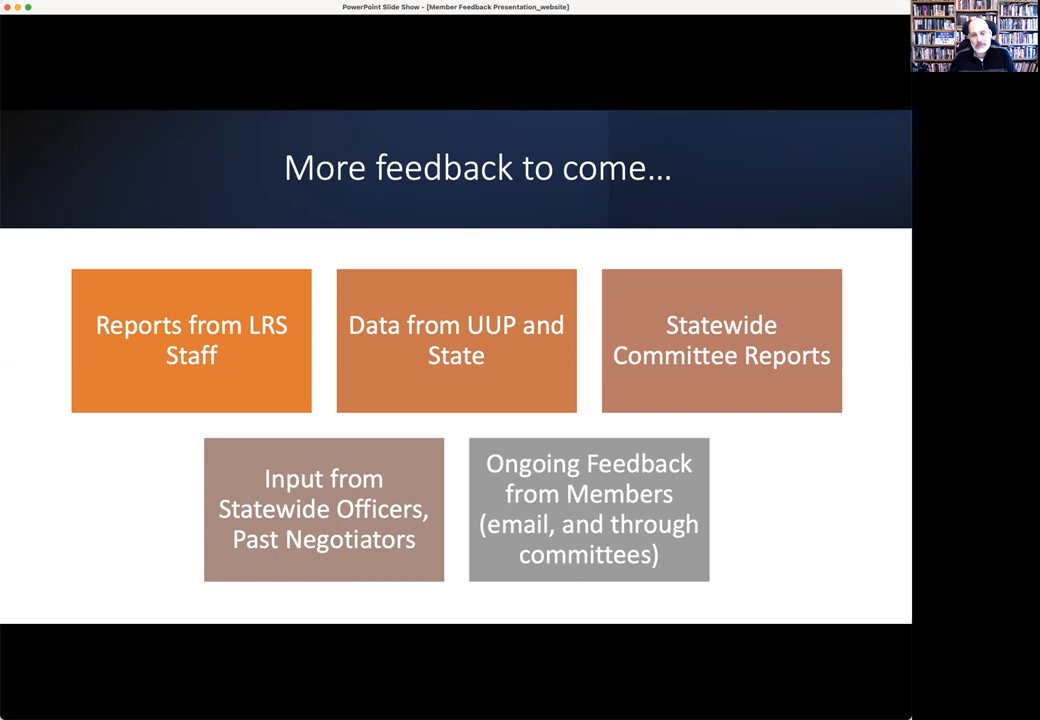 PowerPoint Slide Show - [Member Feedback Presentation_website]
More feedback to come...
Reports from LRS
Staff
Data from UUP and
State
Statewide
Committee Reports
Input from
Statewide Officers,
Past Negotiators
Ongoing Feedback
from Members
(email, and through
committees)